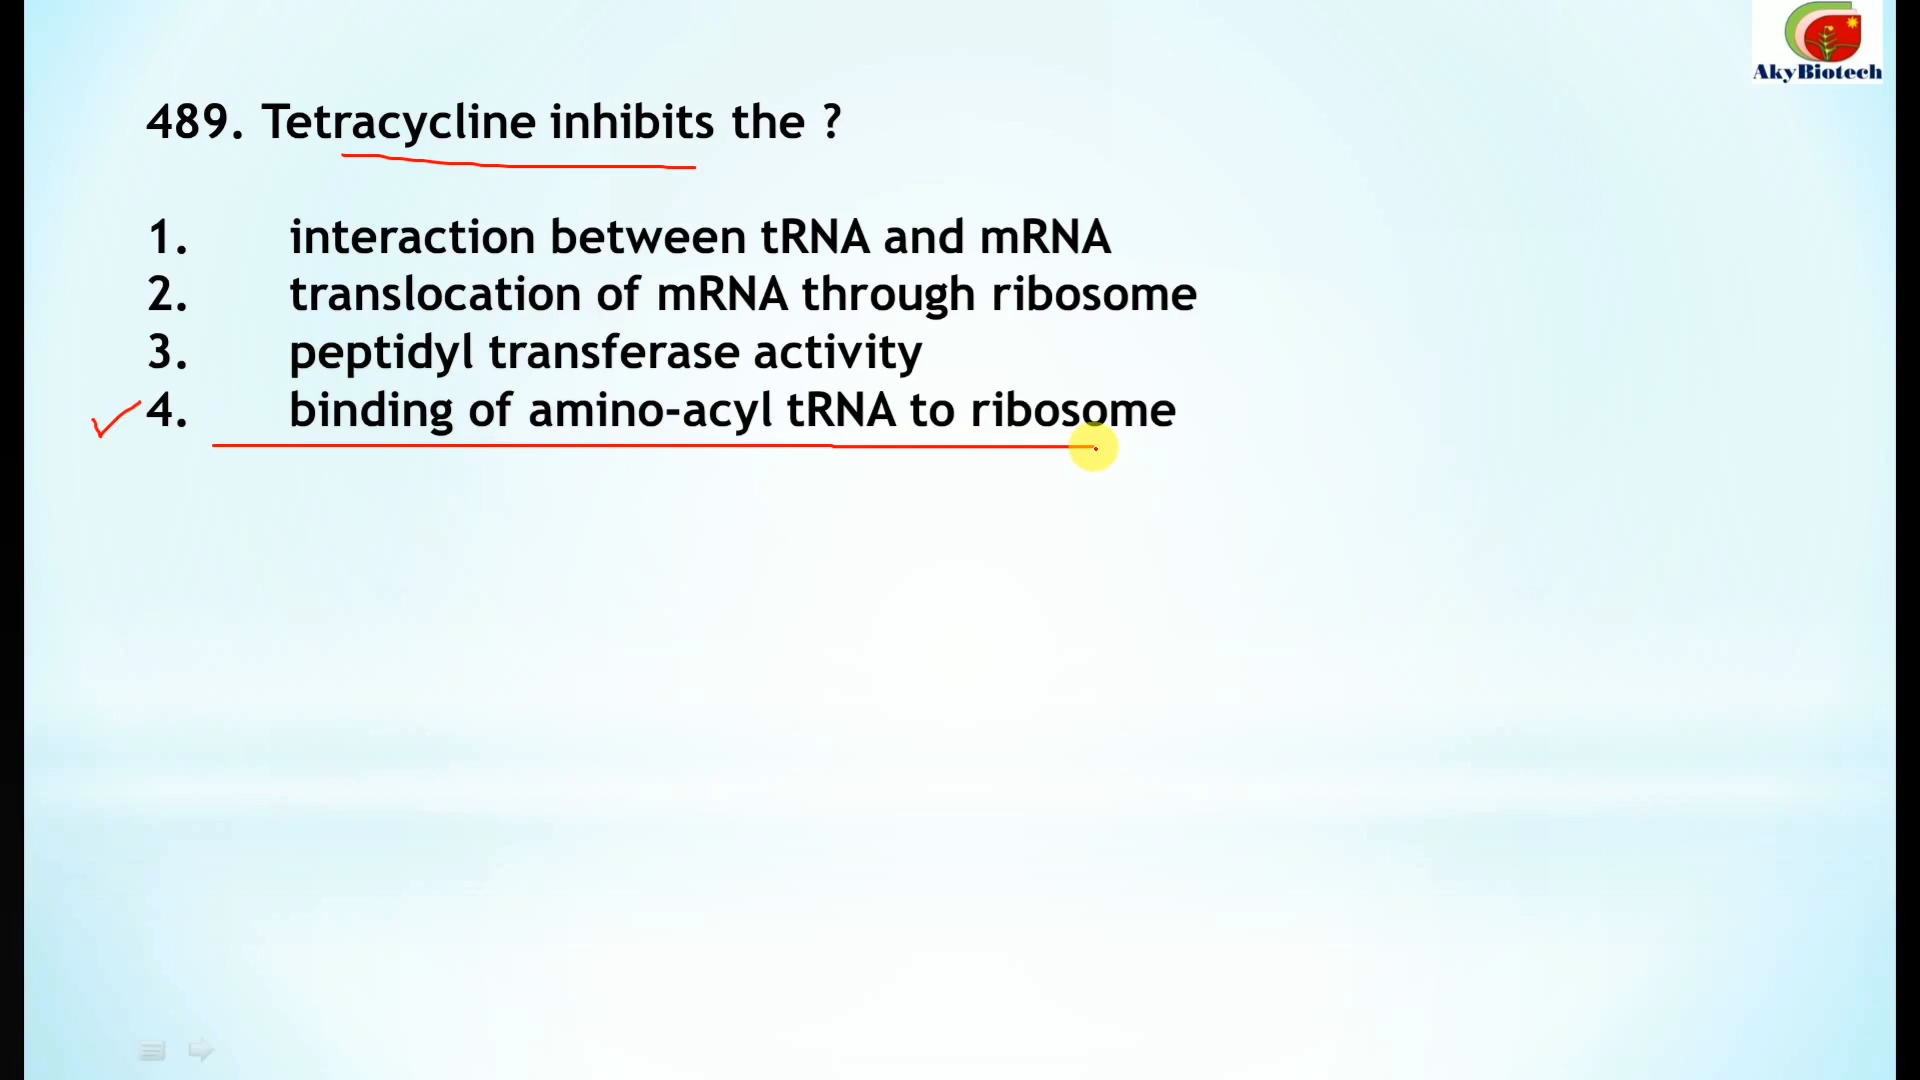 AkyBiotech
489. Tetracycline inhibits the ?
1. interaction between tRNA and mRNA
2. translocation of mRNA through ribosome
3. peptidyl transferase activity
4. binding of amino-acyl tRNA to ribosome